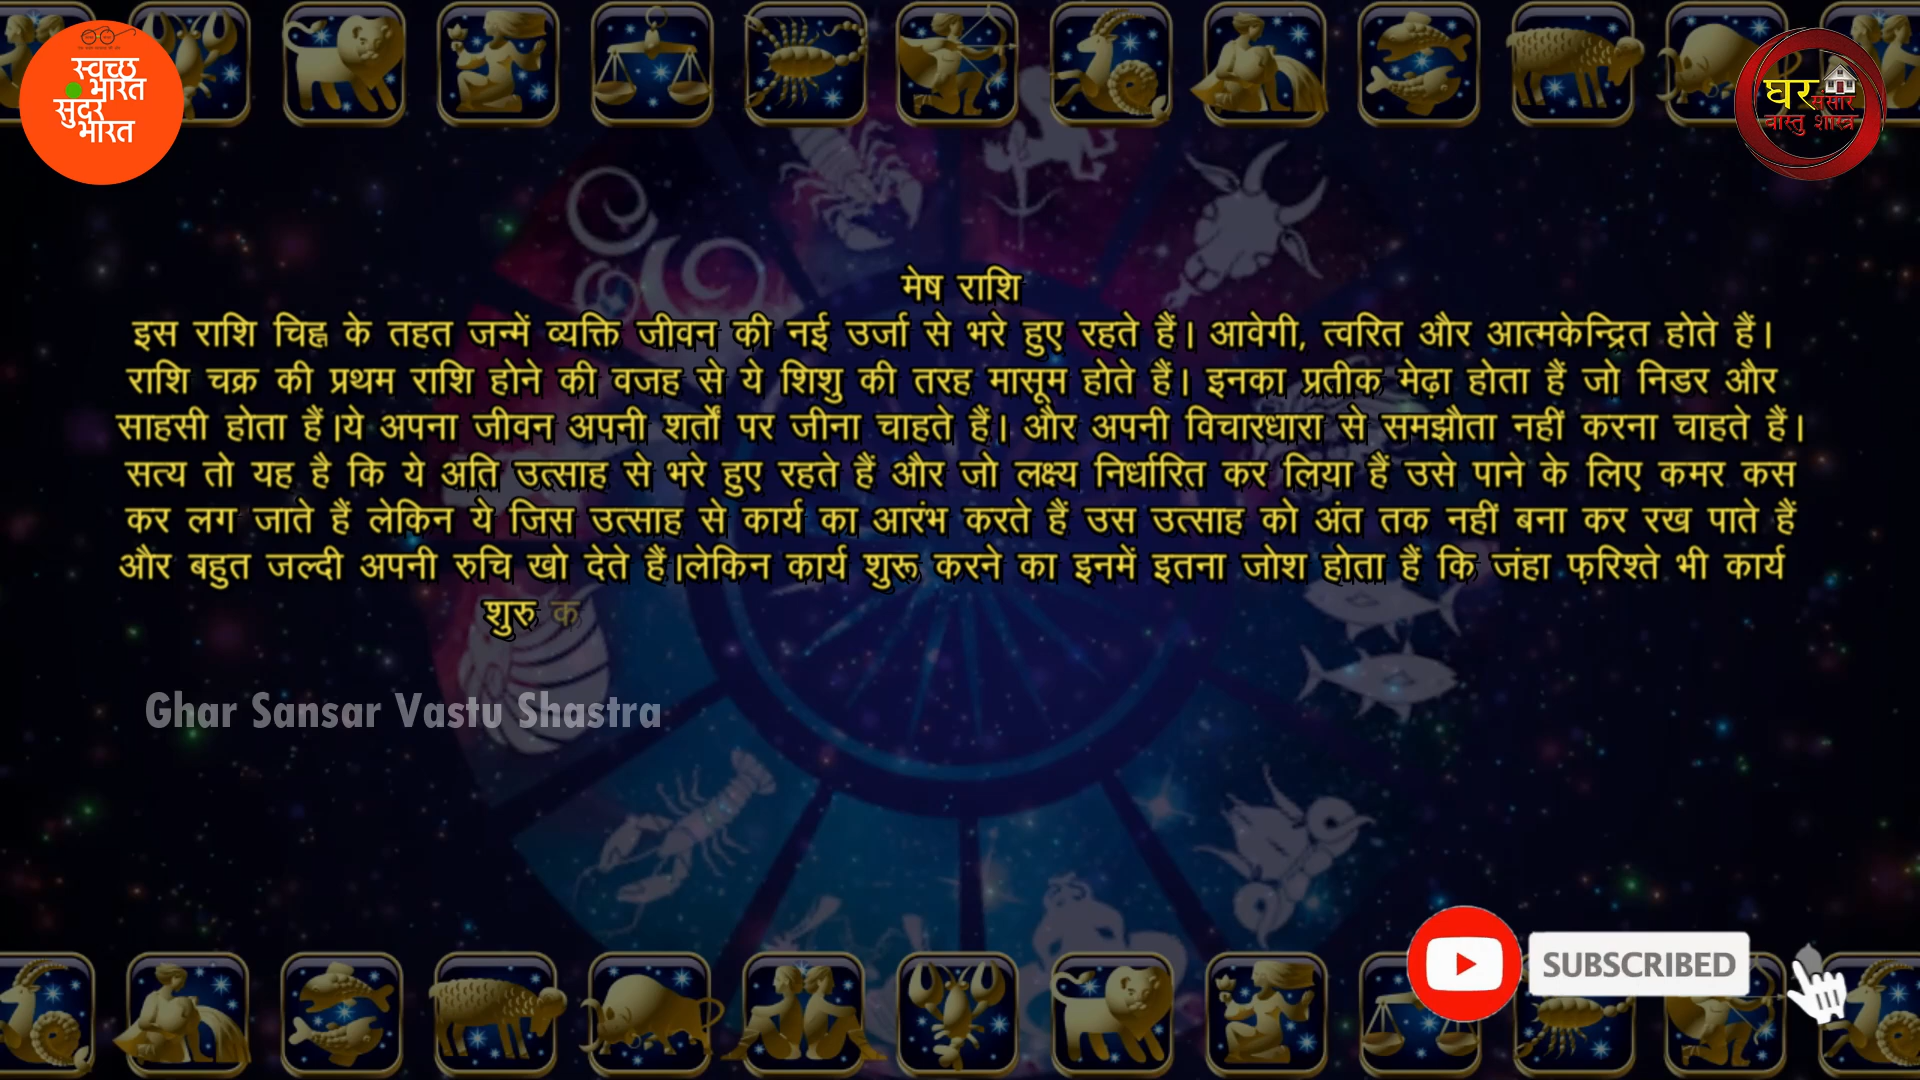 स्वच्छ
भारत
सुंदर
भारत
घर
संसार
वास्तु शास्त्र
मेष राशि
इस राशि चिह्न के तहत जन्में व्यक्ति जीवन की नई उर्जा से भरे हुए रहते हैं। आवेगी, त्वरित और आत्मकेन्द्रित होते हैं।
राशि चक्र की प्रथम राशि होने की वजह से ये शिशु की तरह मासूम होते हैं। इनका प्रतीक मेढ़ा होता हैं जो निडर और
साहसी होता हैं।ये अपना जीवन अपनी शर्तों पर जीना चाहते हैं। और अपनी विचारधारा से समझौता नहीं करना चाहते हैं।
सत्य तो यह है कि ये अति उत्साह से भरे हुए रहते हैं और जो लक्ष्य निर्धारित कर लिया हैं उसे पाने के लिए कमर कस
कर लग जाते हैं लेकिन ये जिस उत्साह से कार्य का आरंभ करते हैं उस उत्साह को अंत तक नहीं बना कर रख पाते हैं
और बहुत जल्दी अपनी रुचि खो देते हैं।लेकिन कार्य शुरू करने का इनमें इतना जोश होता हैं कि जंहा फ़रिश्ते भी कार्य
शुरु क
Ghar Sansar Vastu Shastra
SUBSCRIBED